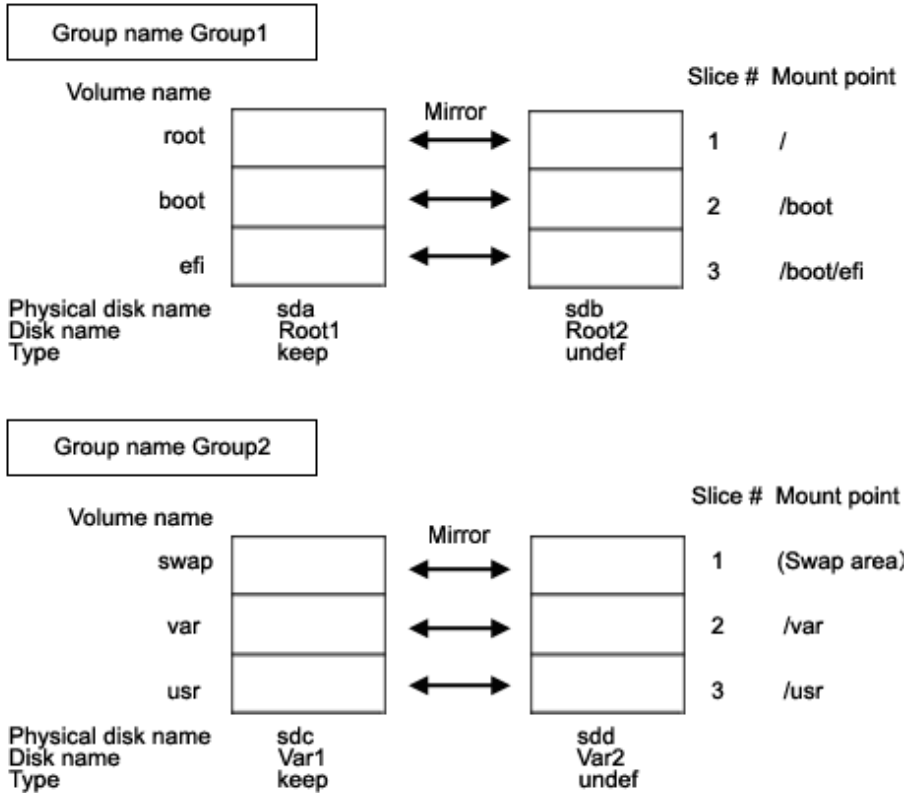 Group name Group1
Slice # Mount point
Volume name
Mirror
root 1 /
boot 2 /boot
efi 3 /boot/efi
Physical disk name sda sdb
Disk name Root1 Root2
Type keep undef
Group name Group2
Slice # Mount point
Volume name
Mirror
swap 1 (Swap area)
var 2 /var
usr 3 /usr
Physical disk name sdc sdd
Disk name Var1 Var2
Type keep undef